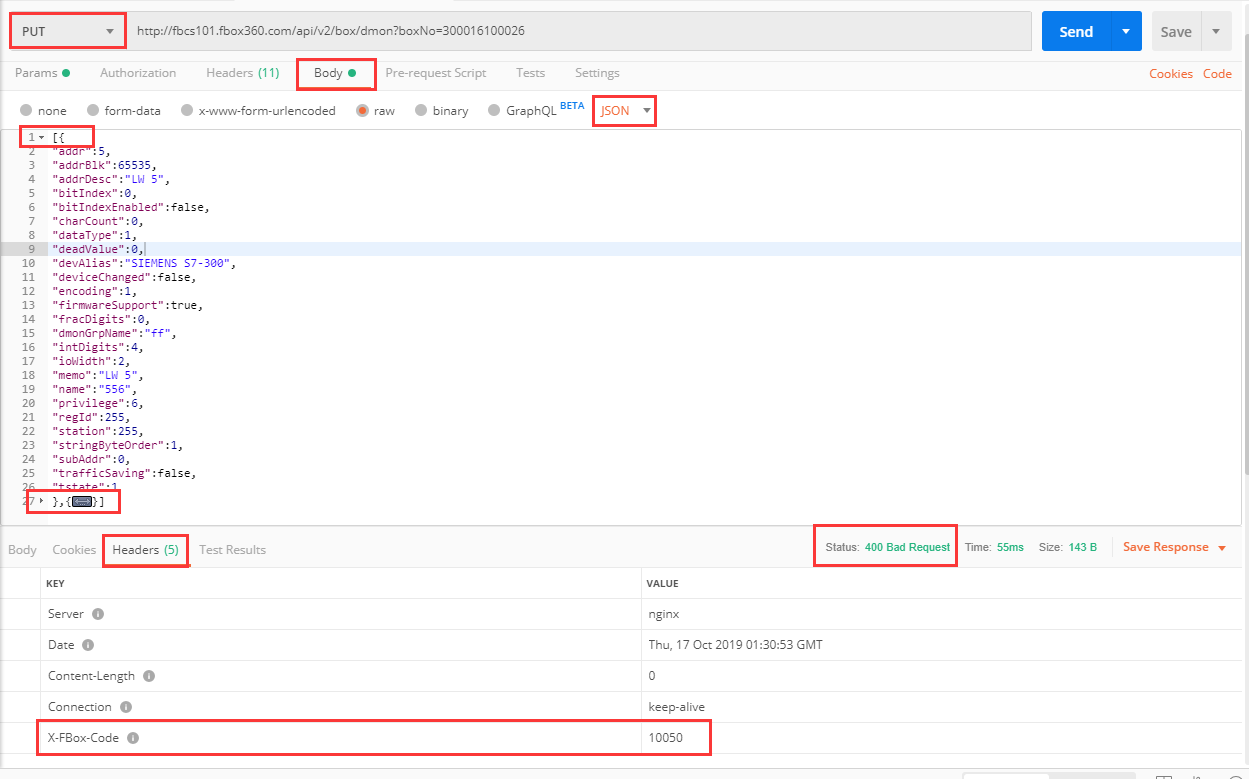 PUT http://fbcs101.fbox360.com/api/v2/box/dmon?boxNo=300016100026 Send Save
Params Authorization Headers (11) Body Pre-request Script Tests Settings Cookies Code
none form-data x-www-form-urlencoded raw binary GraphQL BETA JSON
1 [{
2 "addr":5,
3 "addrBlk":65535,
4 "addrDesc":"LW 5",
5 "bitIndex":0,
6 "bitIndexEnabled":false,
7 "charCount":0,
8 "dataType":1,
9 "deadValue":0,
10 "devAlias":"SIEMENS S7-300",
11 "deviceChanged":false,
12 "encoding":1,
13 "firmwareSupport":true,
14 "fracDigits":0,
15 "dmonGrpName":"ff",
16 "intDigits":4,
17 "ioWidth":2,
18 "memo":"LW 5",
19 "name":"556",
20 "privilege":6,
21 "regId":255,
22 "station":255,
23 "stringByteOrder":1,
24 "subAddr":0,
25 "trafficSaving":false,
26 "tstate":1
27 },{}]
Body Cookies Headers (5) Test Results Status: 400 Bad Request Time: 55ms Size: 143 B Save Response
KEY VALUE
Server nginx
Date Thu, 17 Oct 2019 01:30:53 GMT
Content-Length 0
Connection keep-alive
X-FBox-Code 10050